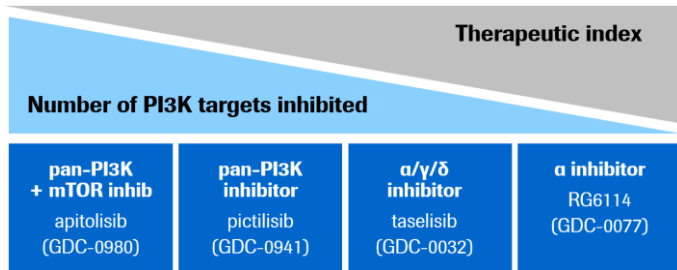 Therapeutic index
Number of PI3K targets inhibited
pan-PI3K
+ mTOR inhib
apitolisib
(GDC-0980)
pan-PI3K
inhibitor
pictilisib
(GDC-0941)
α/γ/δ
inhibitor
taselisib
(GDC-0032)
α inhibitor
RG6114
(GDC-0077)